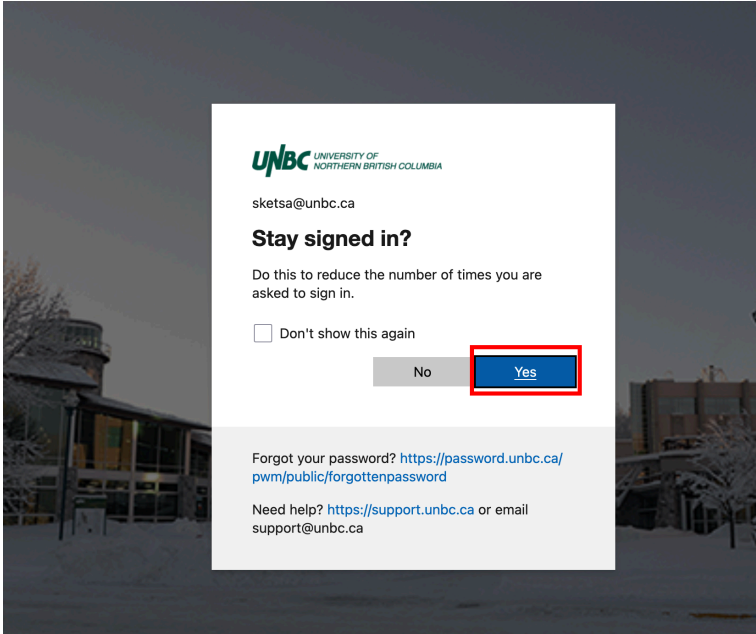 UNBC UNIVERSITY OF
NORTHERN BRITISH COLUMBIA
sketsa@unbc.ca
Stay signed in?
Do this to reduce the number of times you are
asked to sign in.
Don't show this again
No
Yes
Forgot your password? https://password.unbc.ca/
pwm/public/forgottenpassword
Need help? https://support.unbc.ca or email
support@unbc.ca